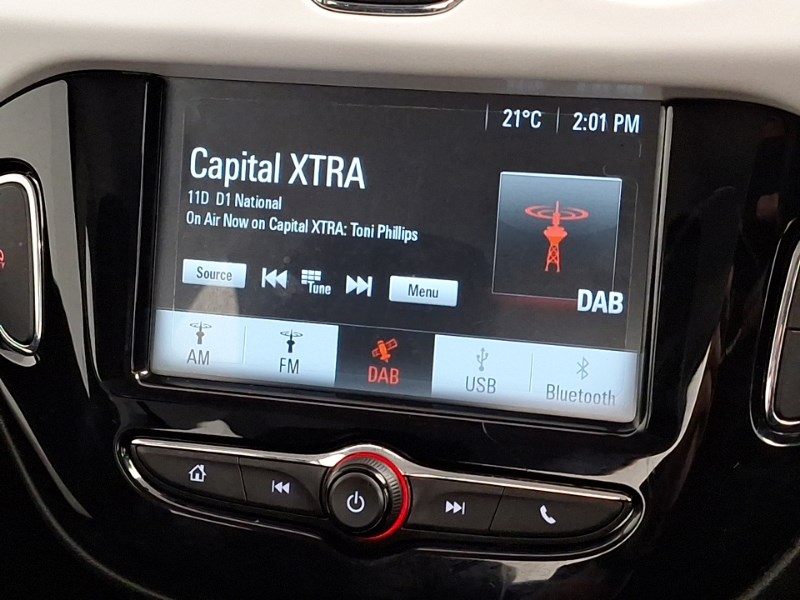 21°C 2:01 PM
Capital XTRA
11D D1 National
On Air Now on Capital XTRA: Toni Phillips
Source Tune Menu
DAB
AM FM DAB USB Bluetooth